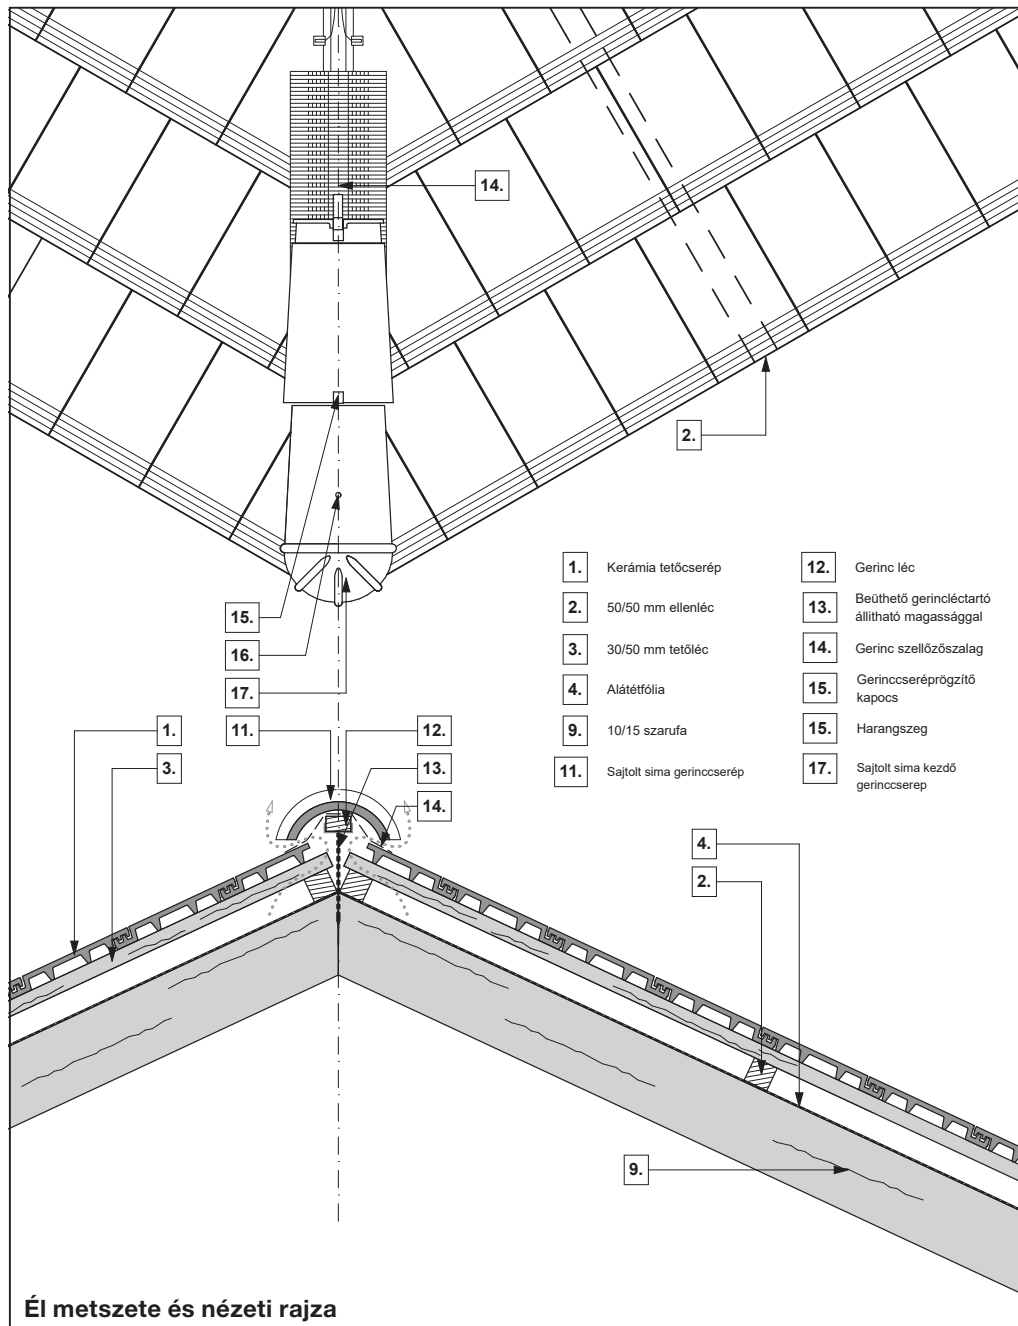 14.
2.
1. Kerámia tetőcserép
2. 50/50 mm ellenléc
3. 30/50 mm tetőléc
4. Alátétfólia
9. 10/15 szarufa
11. Sajtolt sima gerinccserép
12. Gerinc léc
13. Beüthető gerincléctartó
állitható magassággal
14. Gerinc szellőzőszalag
15. Gerinccseréprögzítő
kapocs
15. Harangszeg
17. Sajtolt sima kezdő
gerinccserep
15.
16.
17.
1.
11.
12.
3.
13.
14.
4.
2.
9.
Él metszete és nézeti rajza